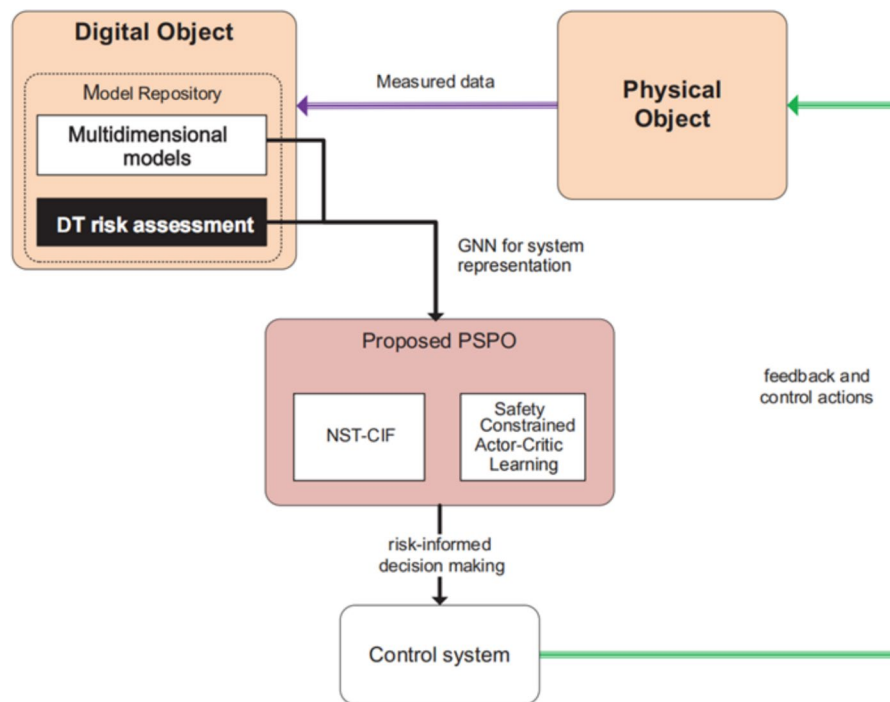 Digital Object
Model Repository
Multidimensional
models
DT risk assessment
Measured data
Physical
Object
GNN for system
representation
Proposed PSPO
NST-CIF
Safety
Constrained
Actor-Critic
Learning
feedback and
control actions
risk-informed
decision making
Control system